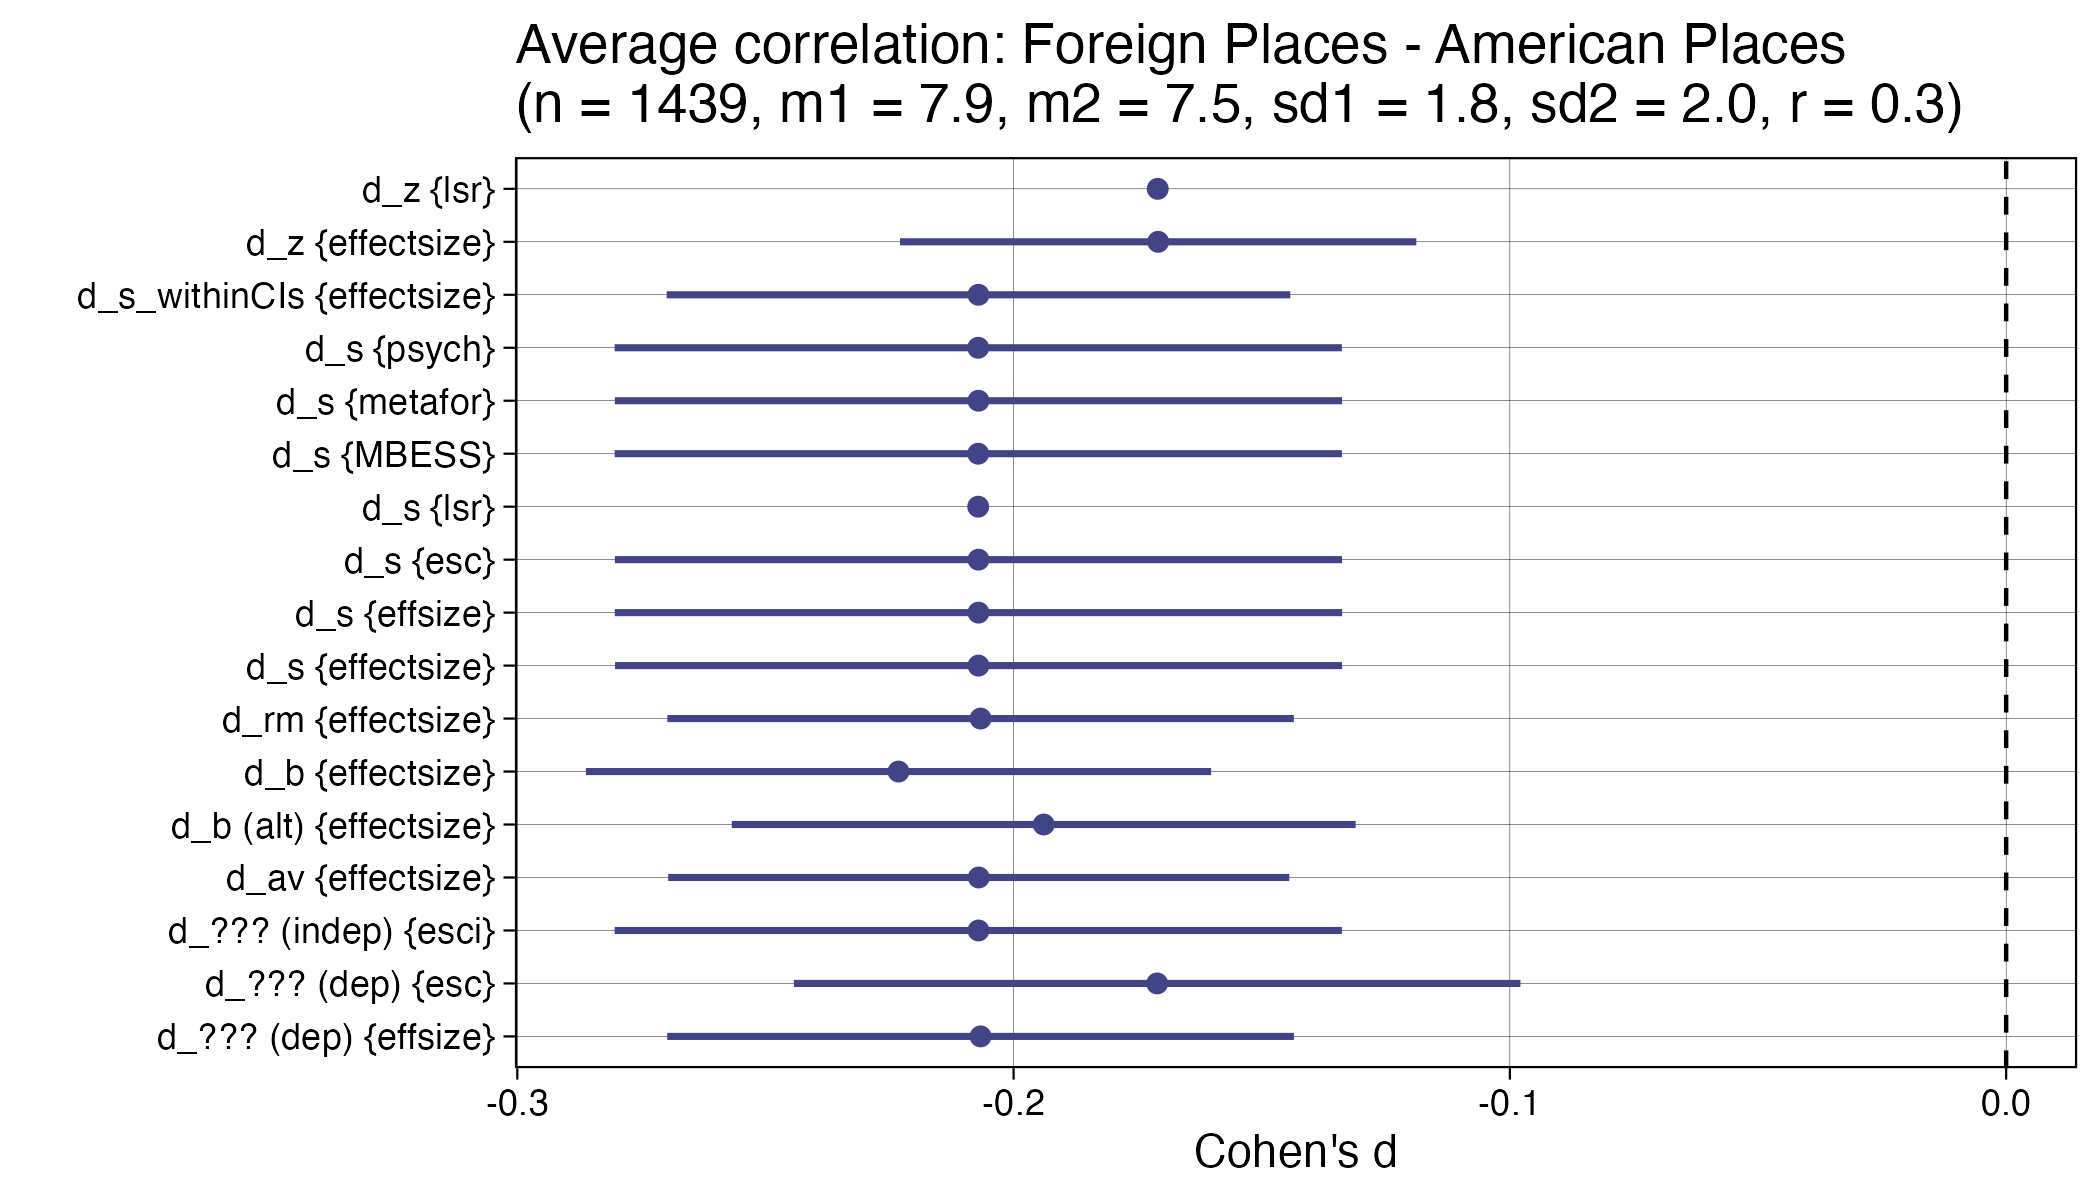 Average correlation: Foreign Places - American Places
(n = 1439, m1 = 7.9, m2 = 7.5, sd1 = 1.8, sd2 = 2.0, r = 0.3)
d_z {lsr}
d_z {effectsize}
d_s_withinCIs {effectsize}
d_s {psych}
d_s {metafor}
d_s {MBESS}
d_s {lsr}
d_s {esc}
d_s {effsize}
d_s {effectsize}
d_rm {effectsize}
d_b {effectsize}
d_b (alt) {effectsize}
d_av {effectsize}
d_??? (indep) {esci}
d_??? (dep) {esc}
d_??? (dep) {effsize}
-0.3 -0.2 -0.1 0.0
Cohen's d